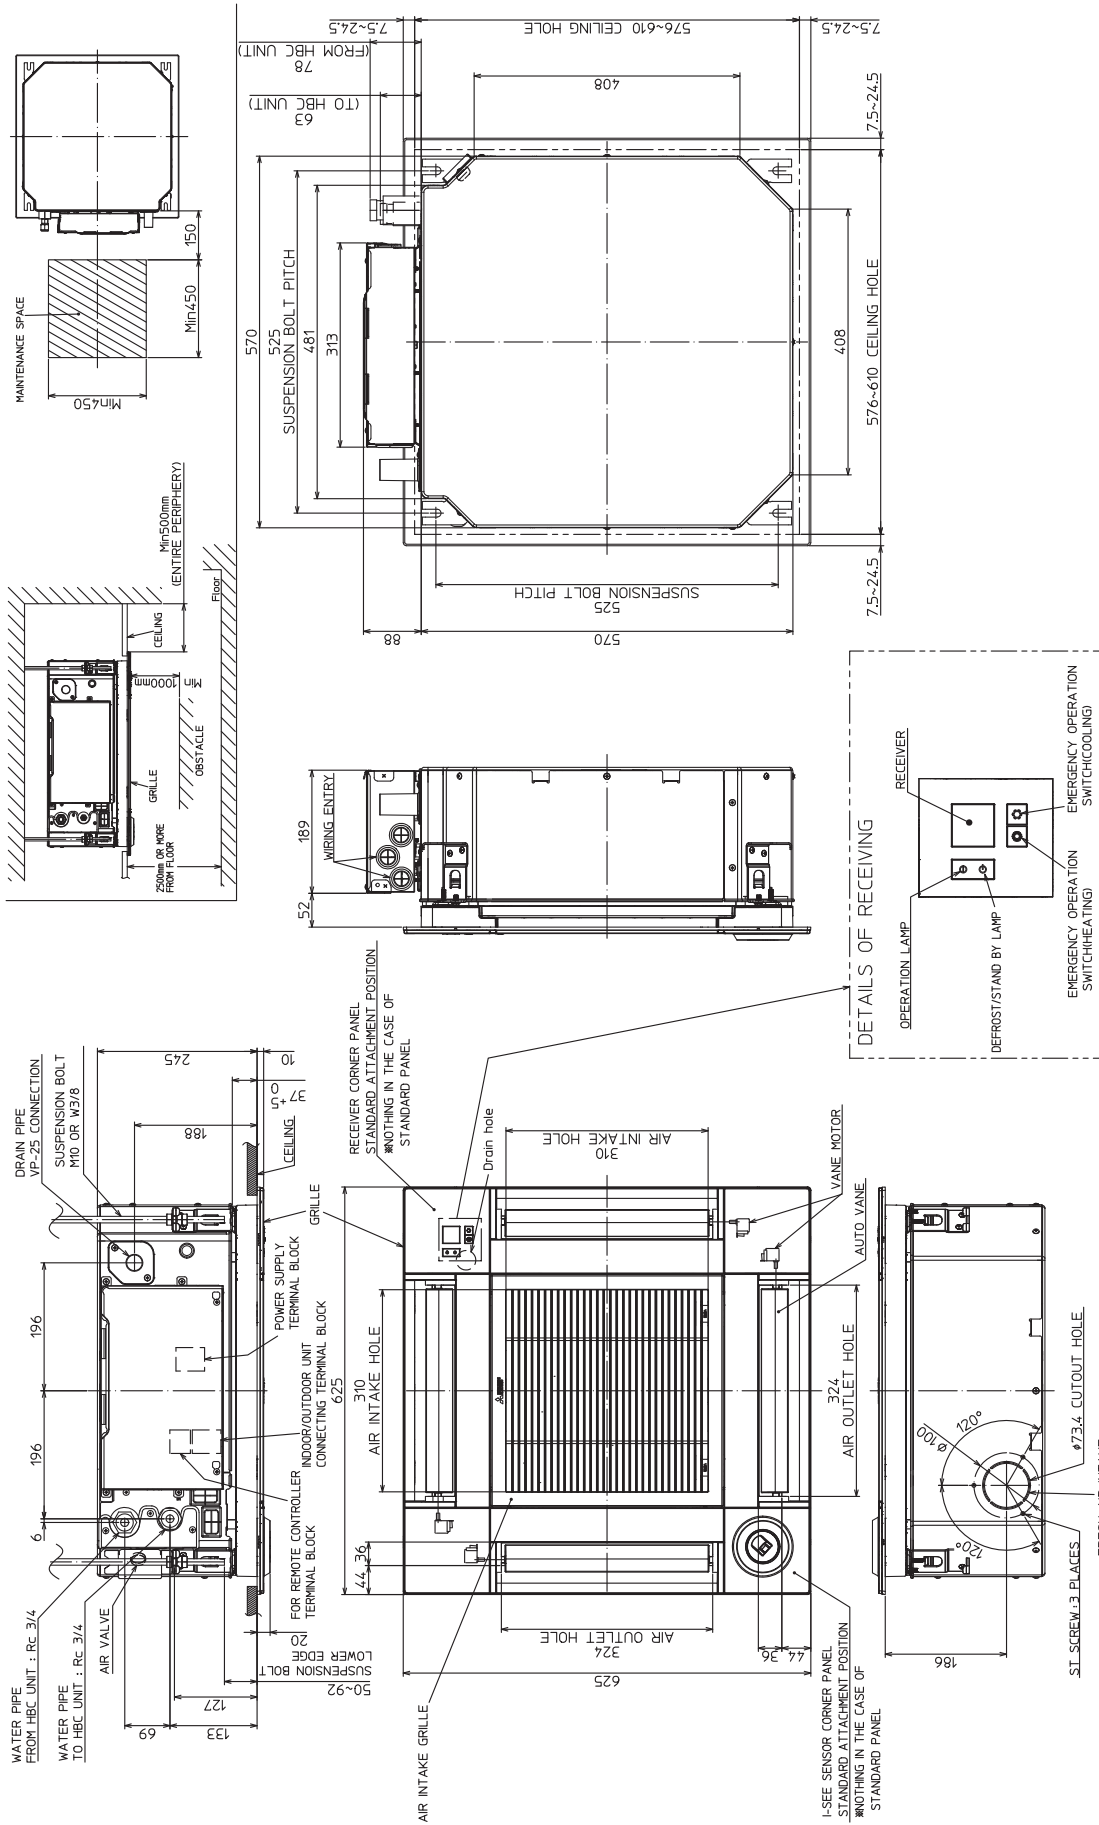 MAINTENANCE SPACE
Min450
Min450
150
Min500mm
(ENTIRE PERIPHERY)
Floor
CEILING
Min
1000mm
OBSTACLE
GRILLE
2500mm OR MORE
FROM FLOOR
7.5~24.5
576~610 CEILING HOLE
7.5~24.5
(FROM HBC UNIT)
78
(TO HBC UNIT)
63
408
570
525
SUSPENSION BOLT PITCH
481
313
7.5~24.5
576~610 CEILING HOLE
408
7.5~24.5
SUSPENSION BOLT PITCH
525
570
88
189
WIRING ENTRY
52
DETAILS OF RECEIVING
OPERATION LAMP
RECEIVER
DEFROST/STAND BY LAMP
EMERGENCY OPERATION
SWITCH(HEATING)
EMERGENCY OPERATION
SWITCH(COOLING)
DRAIN PIPE
VP-25 CONNECTION
SUSPENSION BOLT
M10 OR W3/8
245
188
10
37 +5 0
CEILING
GRILLE
196
196
6
POWER SUPPLY
TERMINAL BLOCK
INDOOR/OUTDOOR UNIT
CONNECTING TERMINAL BLOCK
FOR REMOTE CONTROLLER
TERMINAL BLOCK
WATER PIPE
FROM HBC UNIT : Rc 3/4
WATER PIPE
TO HBC UNIT : Rc 3/4
AIR VALVE
20
SUSPENSION BOLT
LOWER EDGE
50~92
127
69
133
RECEIVER CORNER PANEL
STANDARD ATTACHMENT POSITION
※NOTHING IN THE CASE OF
STANDARD PANEL
Drain hole
AIR INTAKE HOLE
310
VANE MOTOR
AUTO VANE
625
310
AIR INTAKE HOLE
324
AIR OUTLET HOLE
36
44
AIR OUTLET HOLE
324
36
44
625
AIR INTAKE GRILLE
I-SEE SENSOR CORNER PANEL
STANDARD ATTACHMENT POSITION
※NOTHING IN THE CASE OF
STANDARD PANEL
186
120°
φ100
120°
φ73.4 CUTOUT HOLE
ST SCREW:3 PLACES